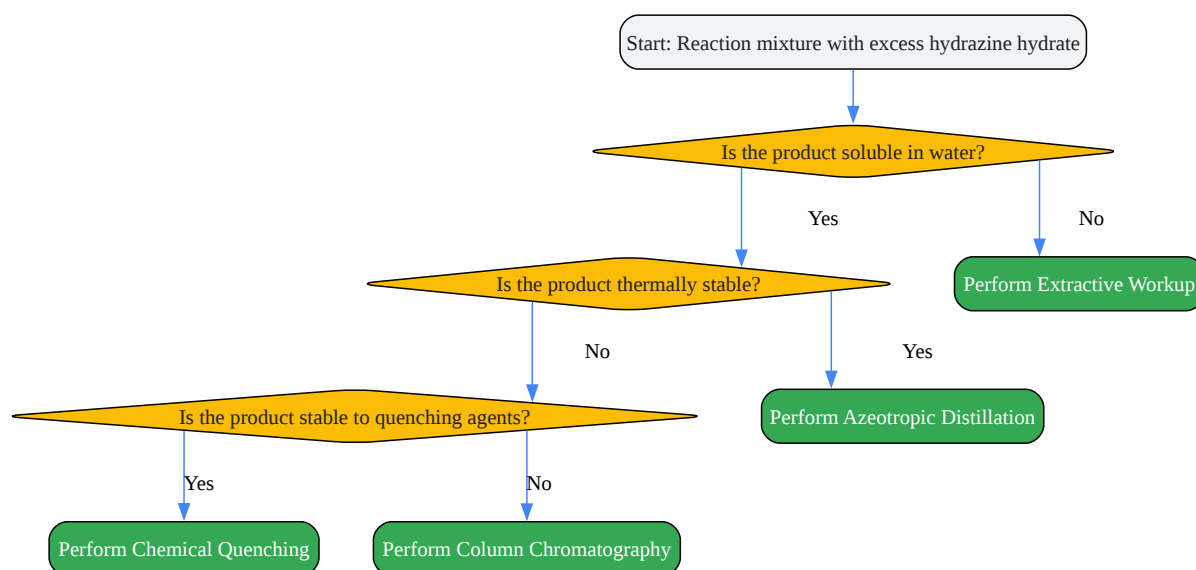 Start: Reaction mixture with excess hydrazine hydrate
Is the product soluble in water?
Yes
No
Is the product thermally stable?
Perform Extractive Workup
No
Yes
Is the product stable to quenching agents?
Perform Azeotropic Distillation
Yes
No
Perform Chemical Quenching
Perform Column Chromatography